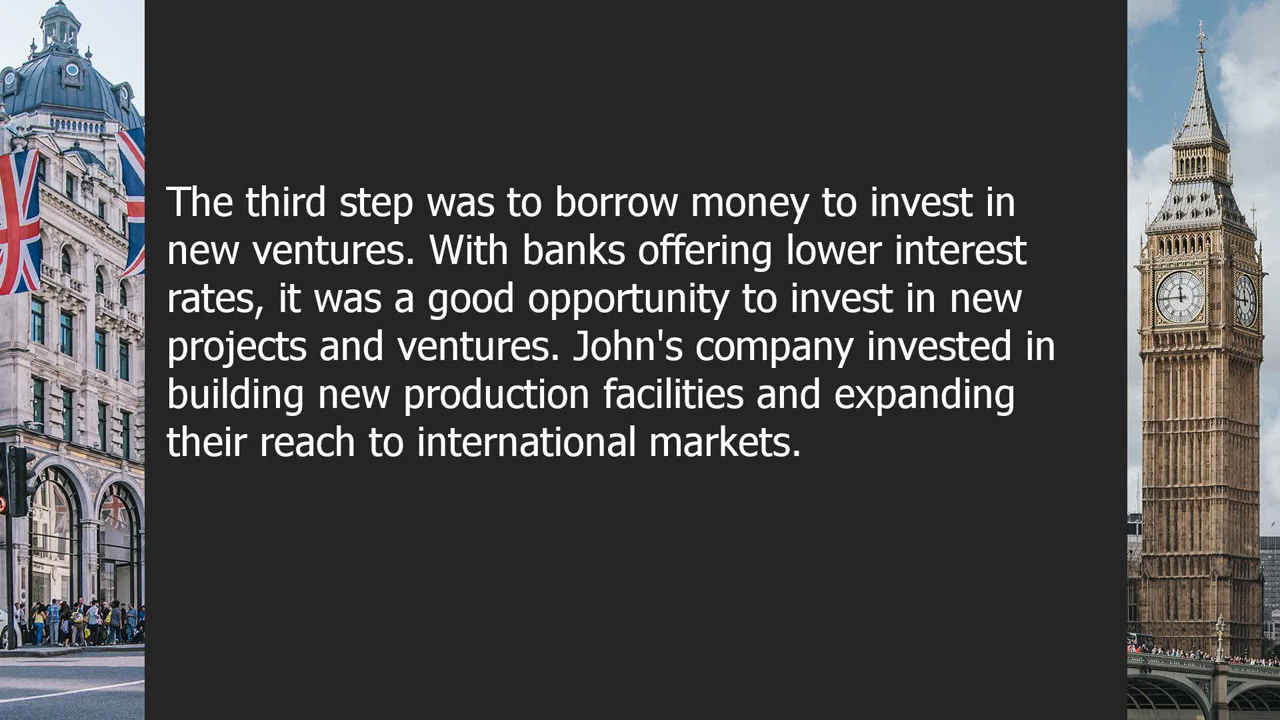 The third step was to borrow money to invest in
new ventures. With banks offering lower interest
rates, it was a good opportunity to invest in new
projects and ventures. John's company invested in
building new production facilities and expanding
their reach to international markets.